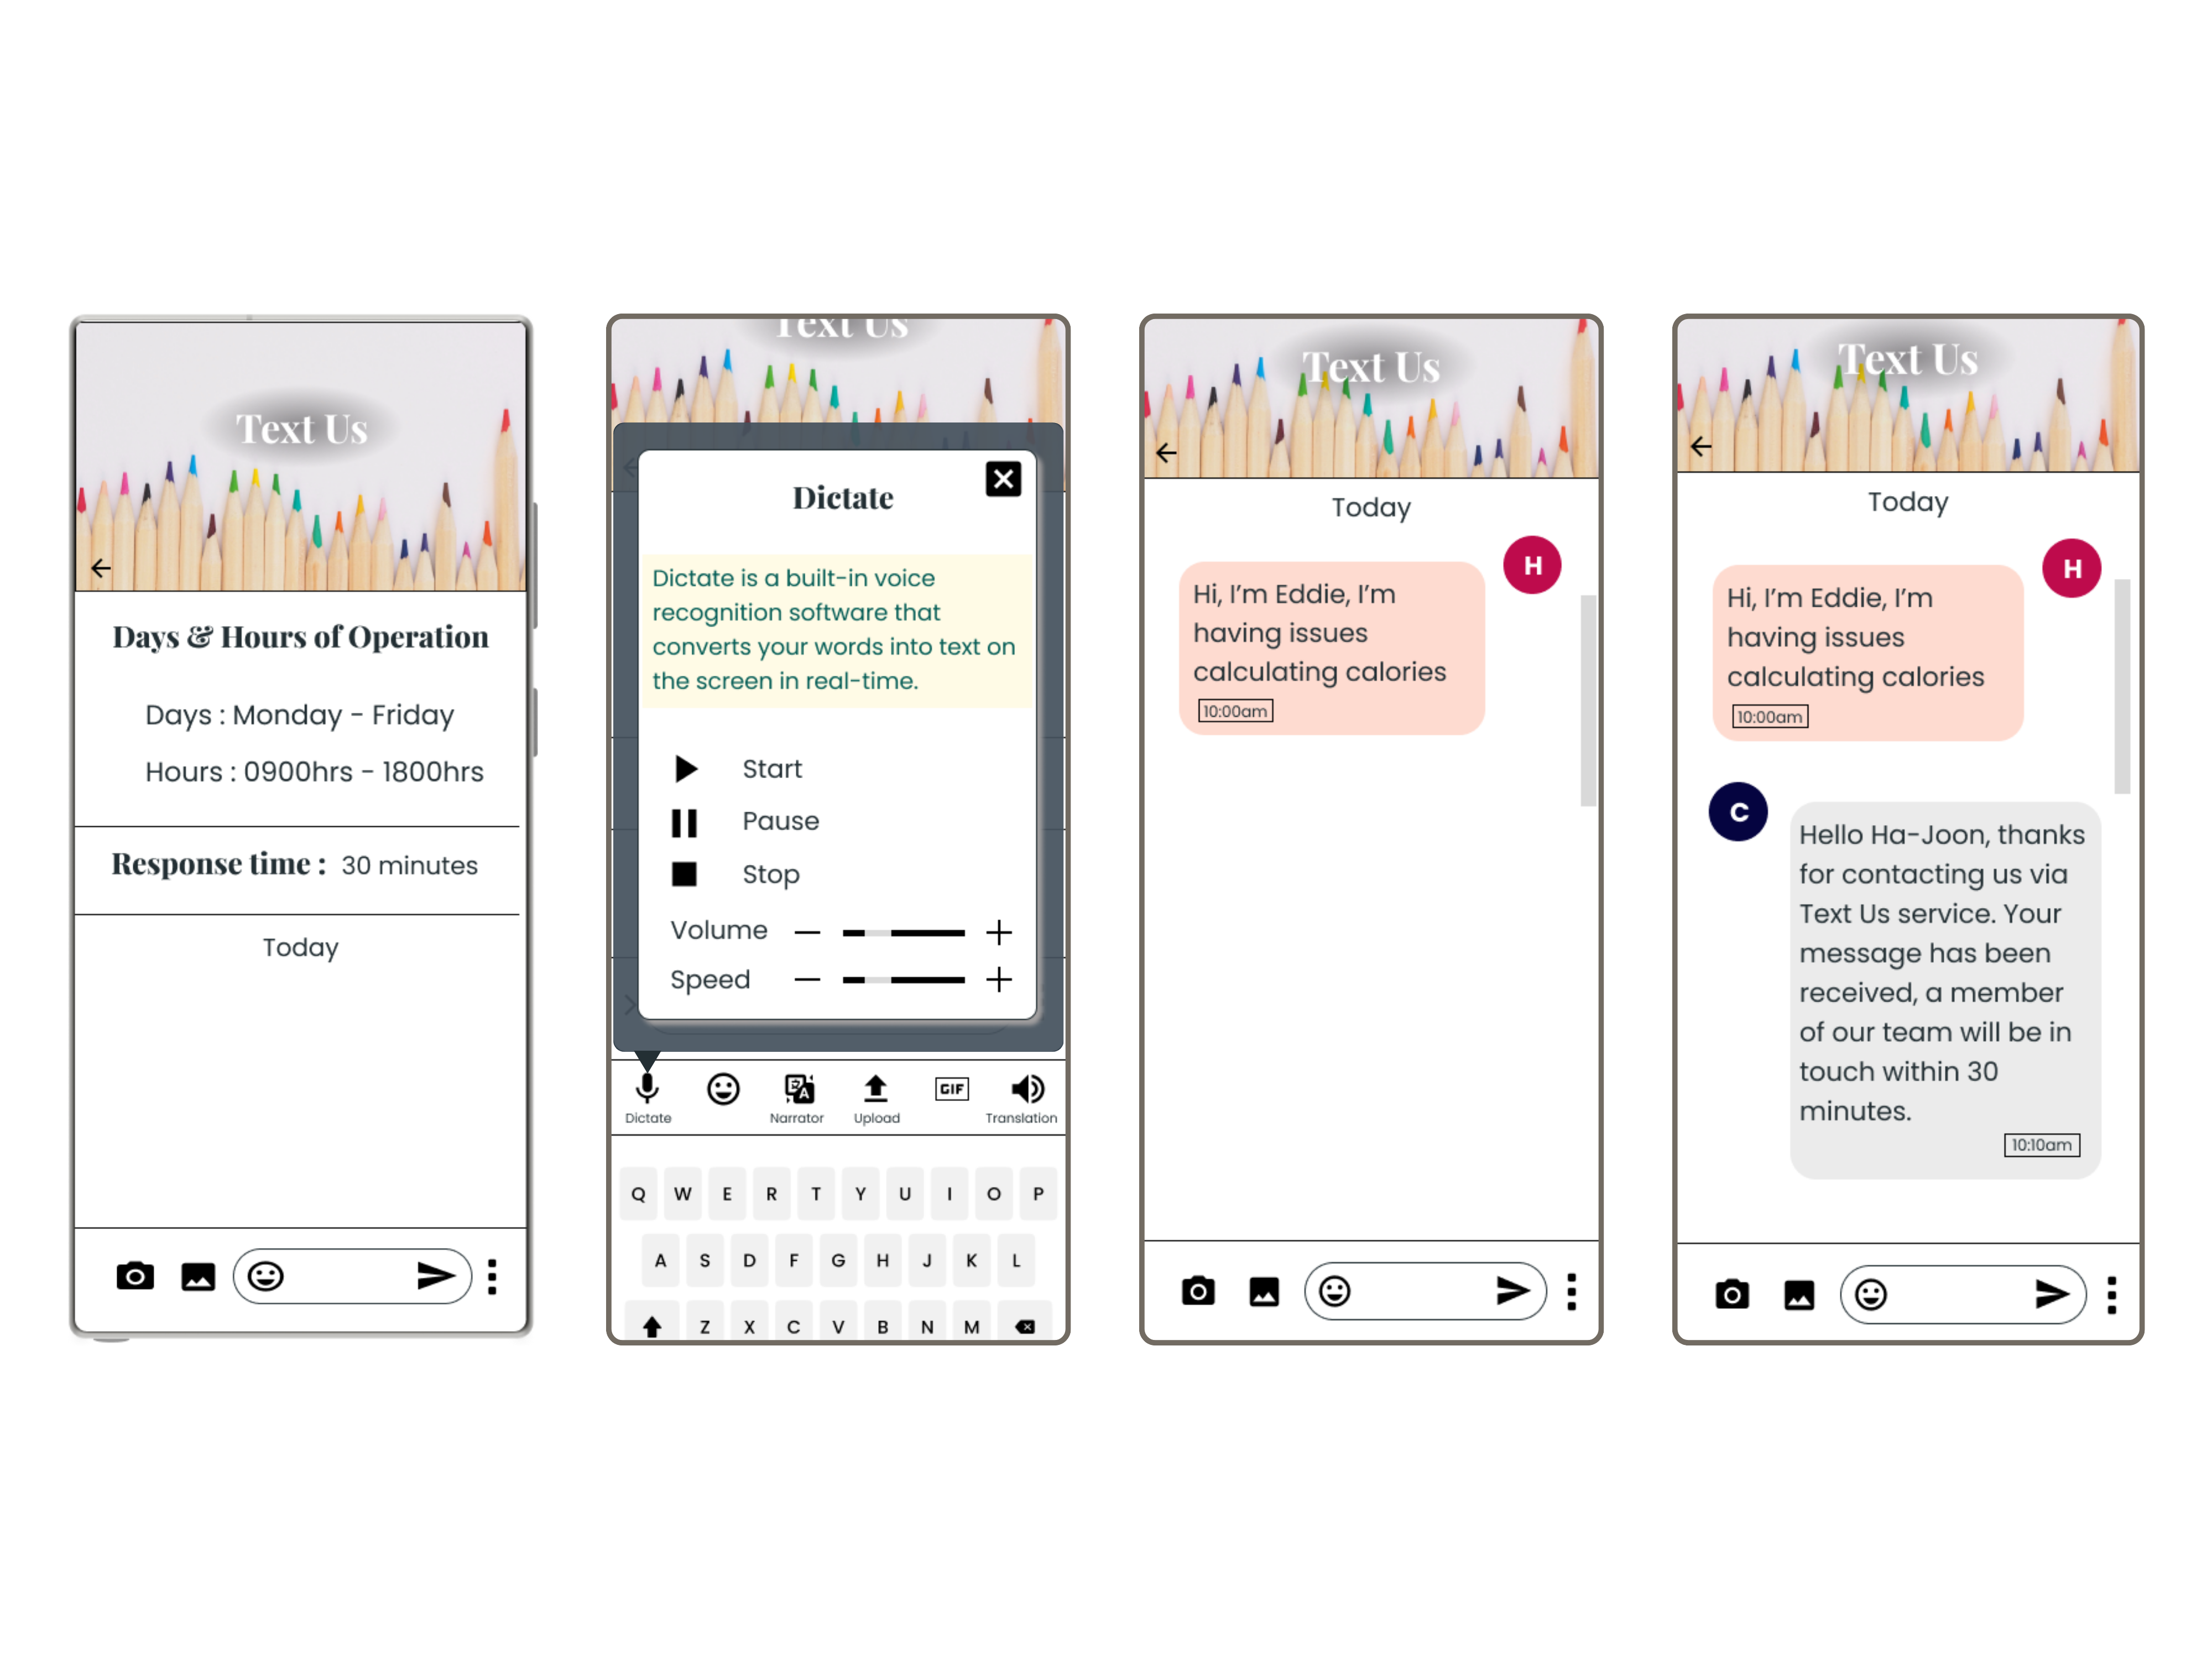 Text Us
Days & Hours of Operation
Days : Monday - Friday
Hours : 0900hrs - 1800hrs
Response time : 30 minutes
Today
Text Us
Dictate
Dictate is a built-in voice
recognition software that
converts your words into text on
the screen in real-time.
Start
Pause
Stop
Volume
Speed
GIF
Dictate Narrator Upload Translation
Q W E R T Y U I O P
A S D F G H J K L
Z X C V B N M
Text Us
Today
H
Hi, I'm Eddie, I'm
having issues
calculating calories
10:00am
Text Us
Today
H
Hi, I'm Eddie, I'm
having issues
calculating calories
10:00am
C
Hello Ha-Joon, thanks
for contacting us via
Text Us service. Your
message has been
received, a member
of our team will be in
touch within 30
minutes.
10:10am